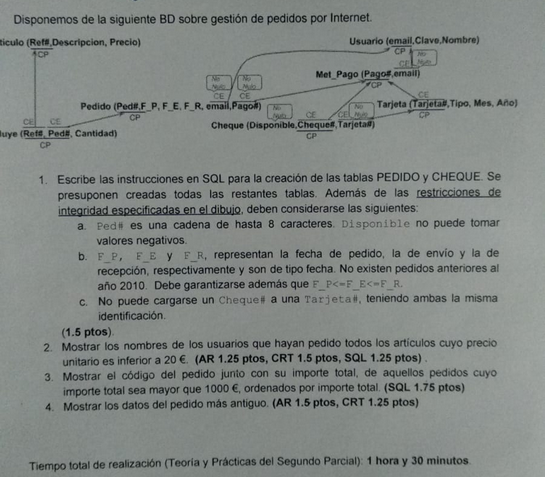 Disponemos de la siguiente BD sobre gestión de pedidos por Internet.
tículo (Ref#,Descripcion, Precio)
Usuario (email,Clave,Nombre)
CP
CP
No Nulo
CE
Met_Pago (Pago#,email)
CP
No Nulo
No Nulo
CE
CE
CE
Pedido (Ped#,F_P, F_E, F_R, email,Pago#)
CP
No Nulo
CE
CE
No Nulo
Tarjeta (Tarjeta#,Tipo, Mes, Año)
CP
Cheque (Disponible,Cheque#,Tarjeta#)
CP
CE
CE
luye (Ref#, Ped#, Cantidad)
CP
1. Escribe las instrucciones en SQL para la creación de las tablas PEDIDO y CHEQUE. Se
presuponen creadas todas las restantes tablas. Además de las restricciones de
integridad especificadas en el dibujo, deben considerarse las siguientes:
a. Ped# es una cadena de hasta 8 caracteres. Disponible no puede tomar
valores negativos.
b. F_P, F_E y F_R, representan la fecha de pedido, la de envío y la de
recepción, respectivamente y son de tipo fecha. No existen pedidos anteriores al
año 2010. Debe garantizarse además que F_P<=F_E<=F_R.
c. No puede cargarse un Cheque# a una Tarjeta#, teniendo ambas la misma
identificación.
(1.5 ptos).
2. Mostrar los nombres de los usuarios que hayan pedido todos los artículos cuyo precio
unitario es inferior a 20 €. (AR 1.25 ptos, CRT 1.5 ptos, SQL 1.25 ptos) .
3. Mostrar el código del pedido junto con su importe total, de aquellos pedidos cuyo
importe total sea mayor que 1000 €, ordenados por importe total. (SQL 1.75 ptos)
4. Mostrar los datos del pedido más antiguo. (AR 1.5 ptos, CRT 1.25 ptos)
Tiempo total de realización (Teoría y Prácticas del Segundo Parcial): 1 hora y 30 minutos